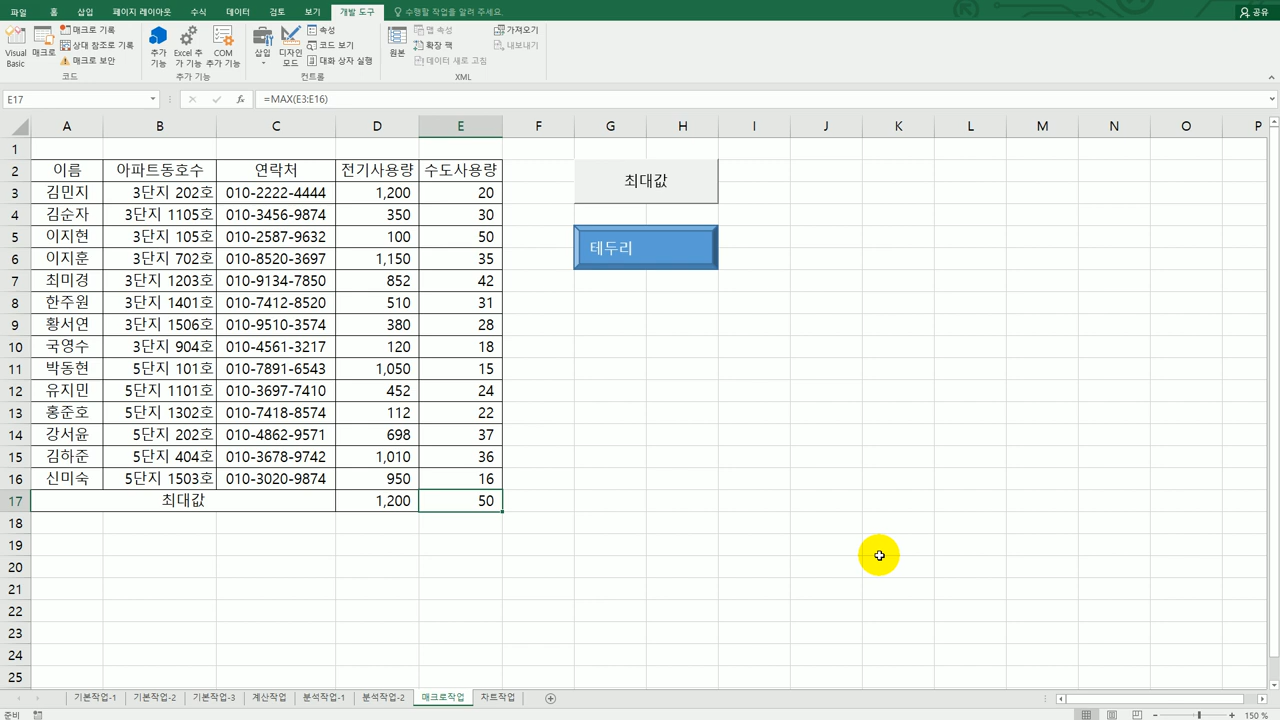 파일 홈 삽입 페이지 레이아웃 수식 데이터 검토 보기 개발 도구 수행할 작업을 알려 주세요. 공유
Visual Basic 매크로 매크로 기록 상대 참조로 기록 매크로 보안 추가 기능 Excel 추가 기능 COM 추가 기능 삽입 디자인 모드 속성 코드 보기 대화 상자 실행 원본 맵 속성 확장 팩 데이터 새로 고침 가져오기 내보내기
코드 추가 기능 컨트롤 XML
E17 fx =MAX(E3:E16)
A B C D E F G H I J K L M N O P
1
2 이름 아파트동호수 연락처 전기사용량 수도사용량 최대값
3 김민지 3단지 202호 010-2222-4444 1,200 20
4 김순자 3단지 1105호 010-3456-9874 350 30
5 이지현 3단지 105호 010-2587-9632 100 50 테두리
6 이지훈 3단지 702호 010-8520-3697 1,150 35
7 최미경 3단지 1203호 010-9134-7850 852 42
8 한주원 3단지 1401호 010-7412-8520 510 31
9 황서연 3단지 1506호 010-9510-3574 380 28
10 국영수 3단지 904호 010-4561-3217 120 18
11 박동현 5단지 101호 010-7891-6543 1,050 15
12 유지민 5단지 1101호 010-3697-7410 452 24
13 홍준호 5단지 1302호 010-7418-8574 112 22
14 강서윤 5단지 202호 010-4862-9571 698 37
15 김하준 5단지 404호 010-3678-9742 1,010 36
16 신미숙 5단지 1503호 010-3020-9874 950 16
17 최대값 1,200 50
18
19
20
21
22
23
24
25
기본작업-1 기본작업-2 기본작업-3 계산작업 분석작업-1 분석작업-2 매크로작업 차트작업
준비 150 %